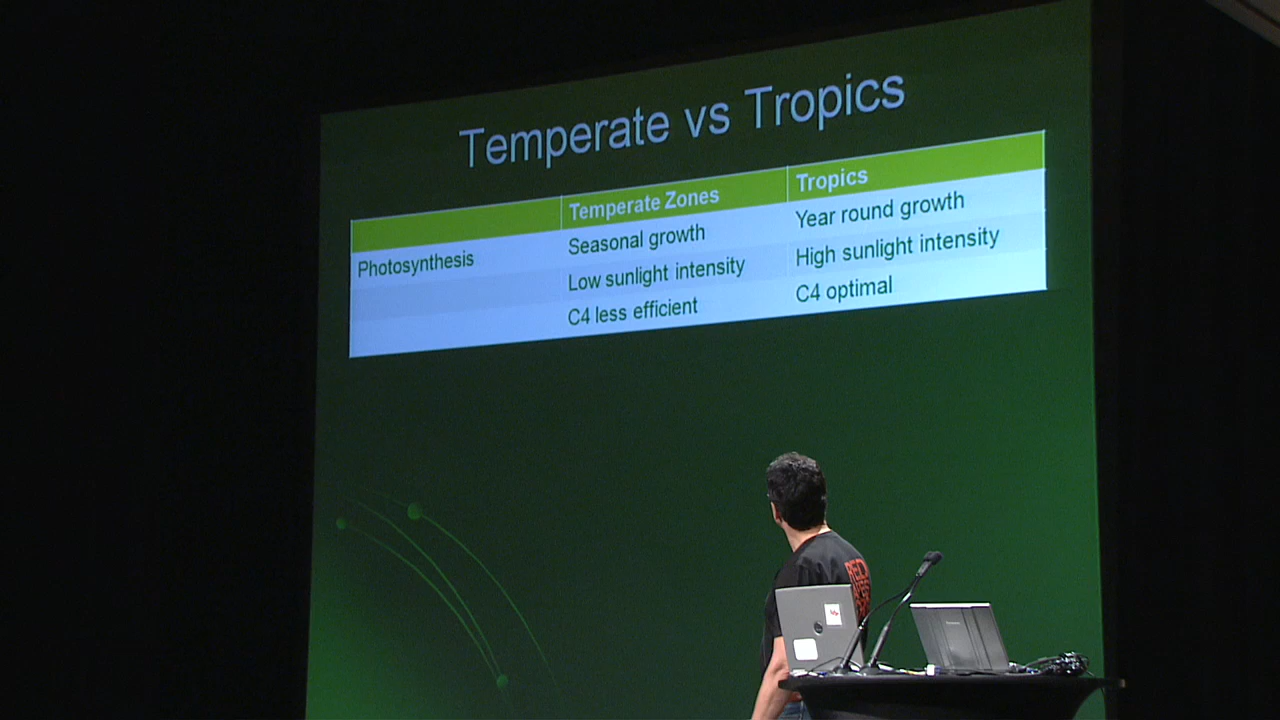 Temperate vs Tropics
Temperate Zones Tropics
Photosynthesis Seasonal growth Year round growth
Low sunlight intensity High sunlight intensity
C4 less efficient C4 optimal
RED